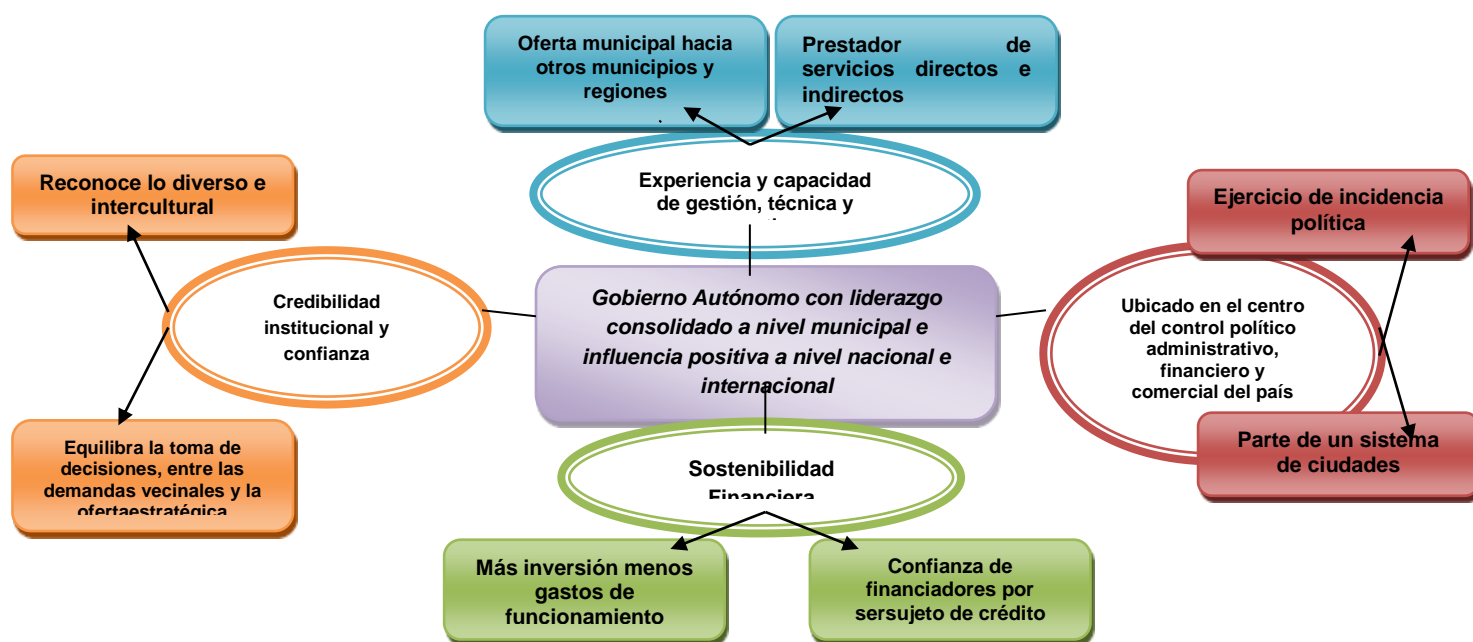 Oferta municipal hacia
otros municipios y
regiones
Prestador de
servicios directos e
indirectos
Experiencia y capacidad
de gestión, técnica y
Reconoce lo diverso e
intercultural
Ejercicio de incidencia
política
Credibilidad
institucional y
confianza
Gobierno Autónomo con liderazgo
consolidado a nivel municipal e
influencia positiva a nivel nacional e
internacional
Ubicado en el centro
del control político
administrativo,
financiero y
comercial del país
Equilibra la toma de
decisiones, entre las
demandas vecinales y la
ofertaestratégica
Sostenibilidad
Financiera
Parte de un sistema
de ciudades
Más inversión menos
gastos de
funcionamiento
Confianza de
financiadores por
sersujeto de crédito